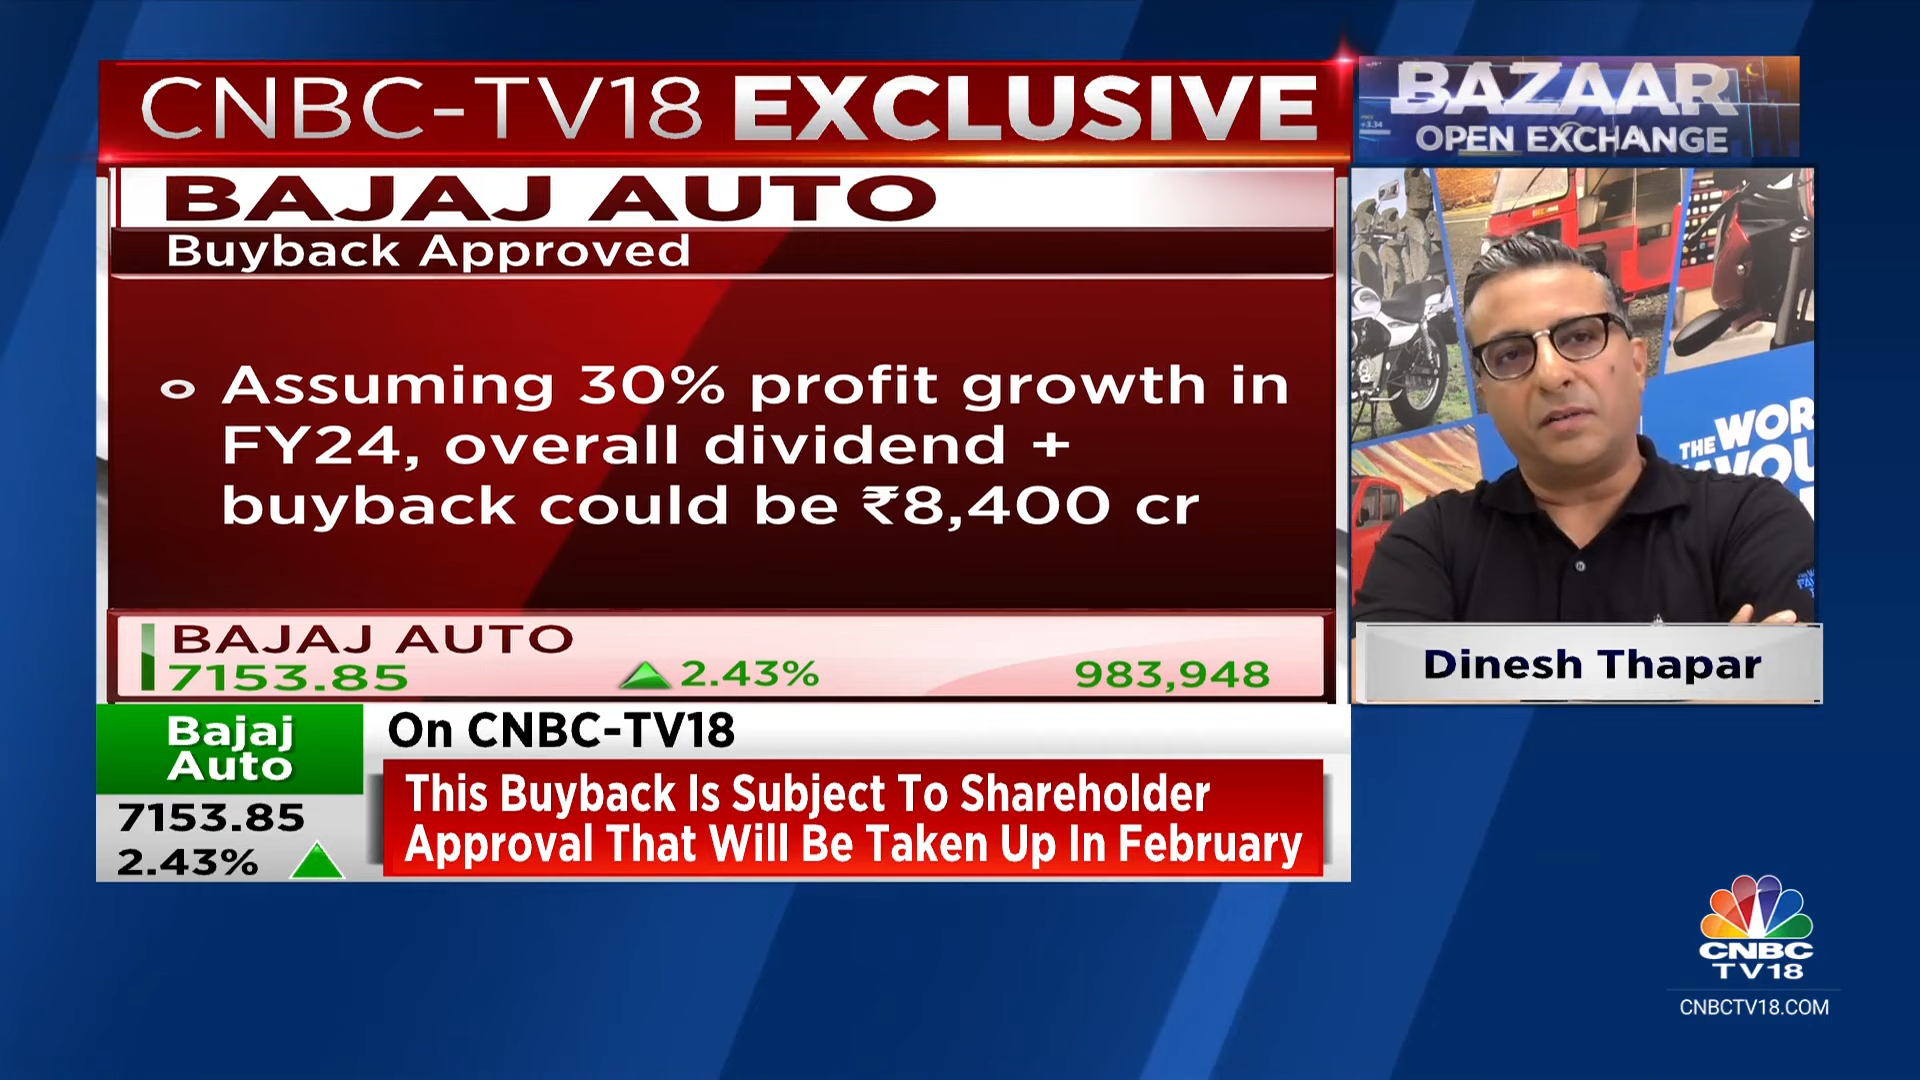 CNBC-TV18 EXCLUSIVE
BAZAAR
OPEN EXCHANGE
BAJAJ AUTO
Buyback Approved
Assuming 30% profit growth in
FY24, overall dividend +
buyback could be ₹8,400 cr
THE WOR
Dinesh Thapar
BAJAJ AUTO
7153.85 2.43% 983,948
Bajaj
Auto
7153.85
2.43%
On CNBC-TV18
This Buyback Is Subject To Shareholder
Approval That Will Be Taken Up In February
CNBC
TV18
CNBCTV18.COM